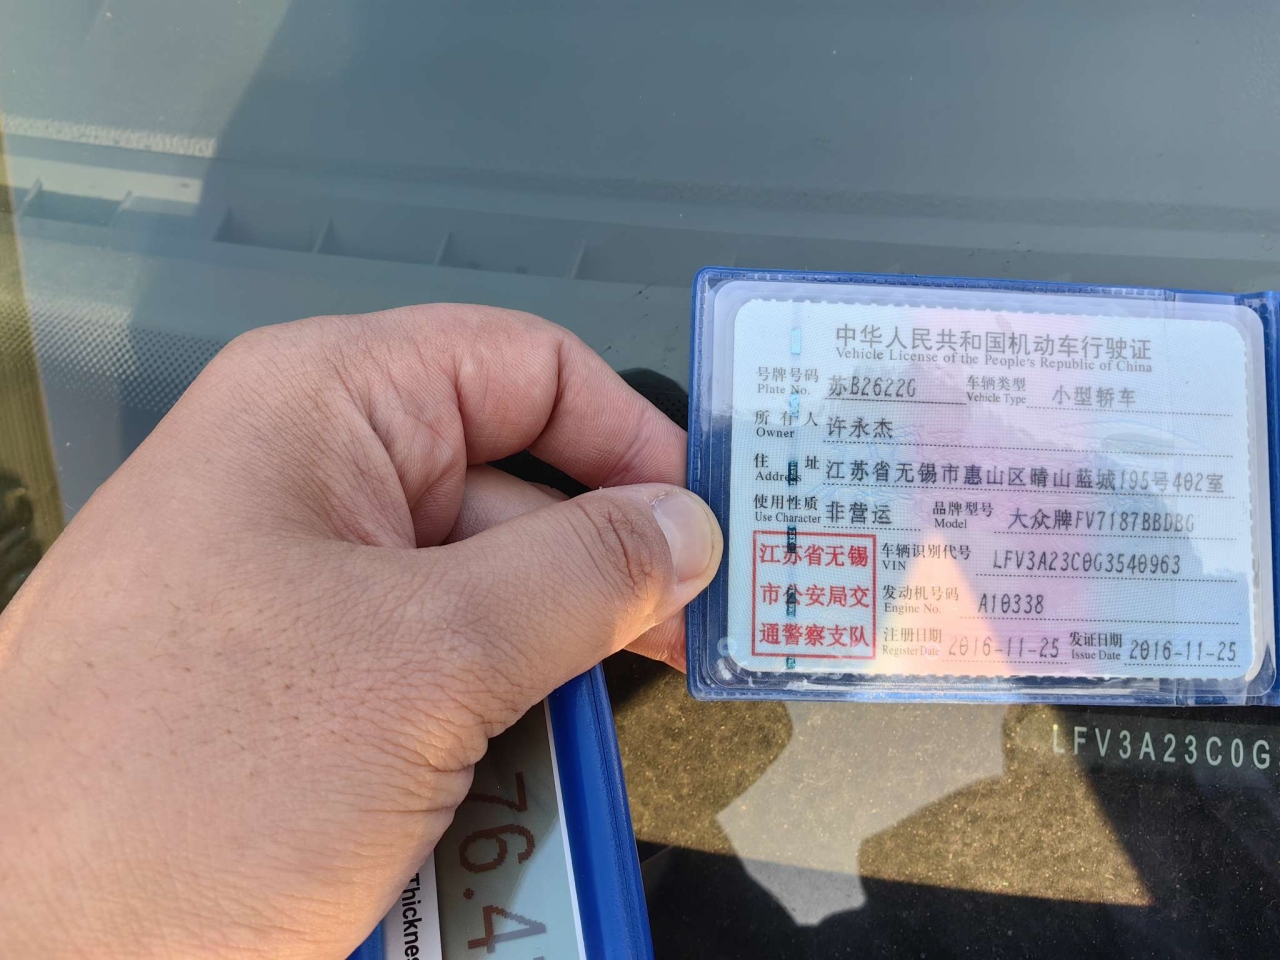 中华人民共和国机动车行驶证
Vehicle License of the People's Republic of China
号牌号码 苏B2622G 车辆类型 小型轿车
Plate No. Vehicle Type
所有人 许永杰
Owner
住址 江苏省无锡市惠山区晴山蓝城195号402室
Address
使用性质 非营运 品牌型号 大众牌FV7187BBDBG
Use Character Model
江苏省无锡 车辆识别代号 LFV3A23C0G3540963
VIN
市公安局交 发动机号码 A10338
Engine No.
通警察支队 注册日期 2016-11-25 发证日期 2016-11-25
Register Date Issue Date
LFV3A23C0G
76.4
Thicknes